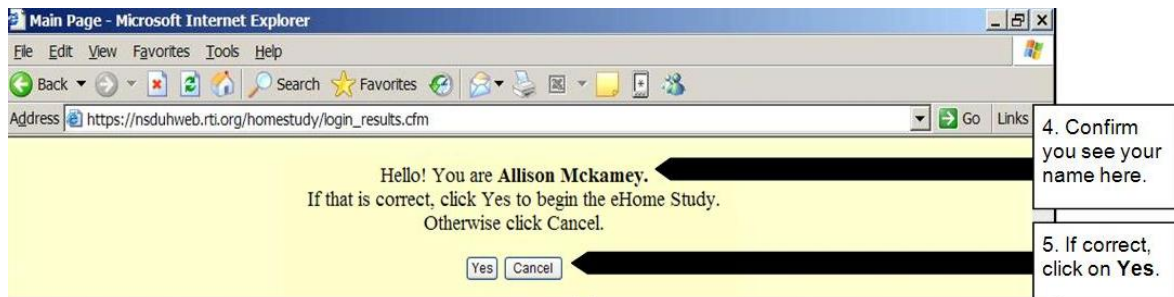 Main Page - Microsoft Internet Explorer
File Edit View Favorites Tools Help
Back Search Favorites
Address https://nsduhweb.rti.org/homestudy/login_results.cfm Go Links
4. Confirm
you see your
name here.
Hello! You are Allison Mckamey.
If that is correct, click Yes to begin the eHome Study.
Otherwise click Cancel.
Yes Cancel
5. If correct,
click on Yes.